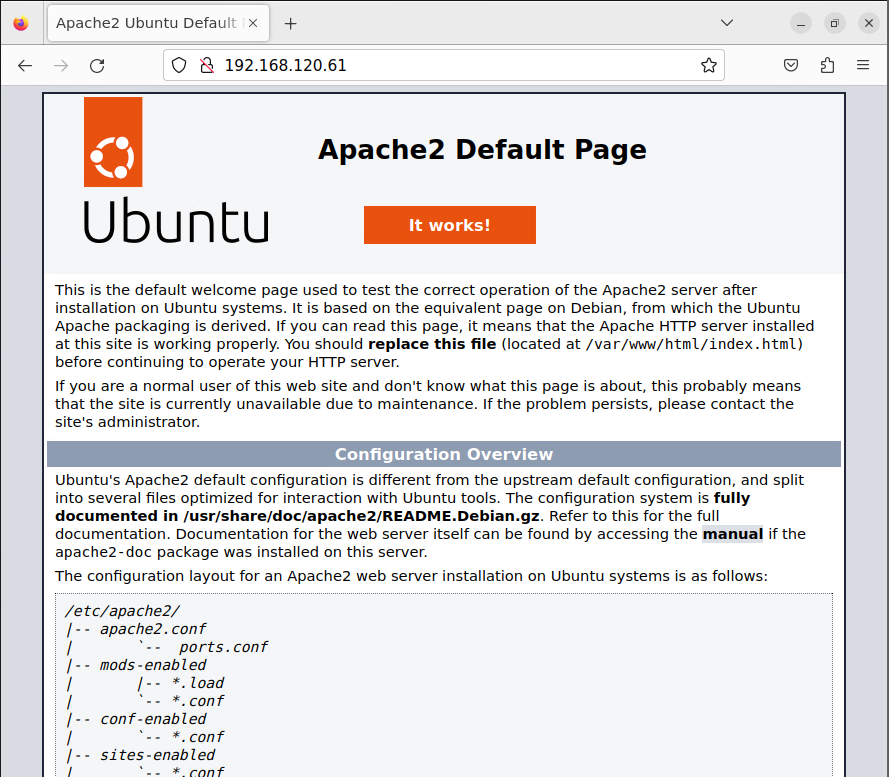 Apache2 Ubuntu Default
192.168.120.61
Apache2 Default Page
Ubuntu
It works!
This is the default welcome page used to test the correct operation of the Apache2 server after
installation on Ubuntu systems. It is based on the equivalent page on Debian, from which the Ubuntu
Apache packaging is derived. If you can read this page, it means that the Apache HTTP server installed
at this site is working properly. You should replace this file (located at /var/www/html/index.html)
before continuing to operate your HTTP server.
If you are a normal user of this web site and don't know what this page is about, this probably means
that the site is currently unavailable due to maintenance. If the problem persists, please contact the
site's administrator.
Configuration Overview
Ubuntu's Apache2 default configuration is different from the upstream default configuration, and split
into several files optimized for interaction with Ubuntu tools. The configuration system is fully
documented in /usr/share/doc/apache2/README.Debian.gz. Refer to this for the full
documentation. Documentation for the web server itself can be found by accessing the manual if the
apache2-doc package was installed on this server.
The configuration layout for an Apache2 web server installation on Ubuntu systems is as follows:
/etc/apache2/
|-- apache2.conf
|       `--  ports.conf
|-- mods-enabled
|       |-- *.load
|       `-- *.conf
|-- conf-enabled
|       `-- *.conf
|-- sites-enabled
|       `-- *.conf